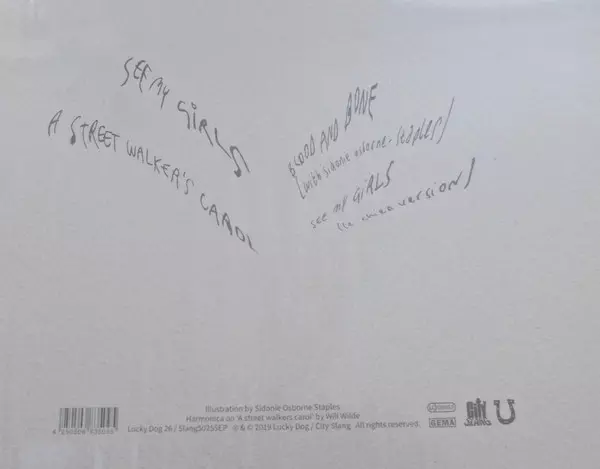 SEE MY GIRLS
A STREET WALKER'S CAROL
BLOOD AND BONE
(with sidonie osborne-staples)
SEE MY GIRLS
version)
Illustration by Sidonie Osborne Staples
Harmonica on 'A street walkers carol' by Will Wilde
Lucky Dog 26 / Slang50255EP ℗ & © 2019 Lucky Dog / City Slang All rights reserved.
GEMA
CITY
SLANG